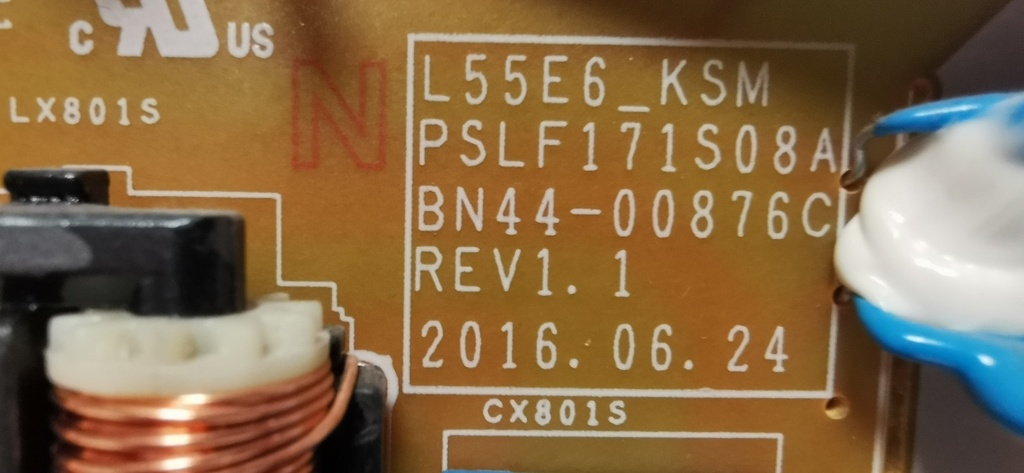 C US
LX801S
N
L55E6_KSM
PSLF171S08A
BN44-00876C
REV1.1
2016.06.24
CX801S